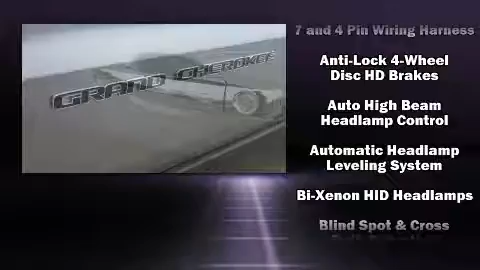 GRAND CHEROKEE
7 and 4 Pin Wiring Harness
Anti-Lock 4-Wheel
Disc HD Brakes
Auto High Beam
Headlamp Control
Automatic Headlamp
Leveling System
Bi-Xenon HID Headlamps
Blind Spot & Cross